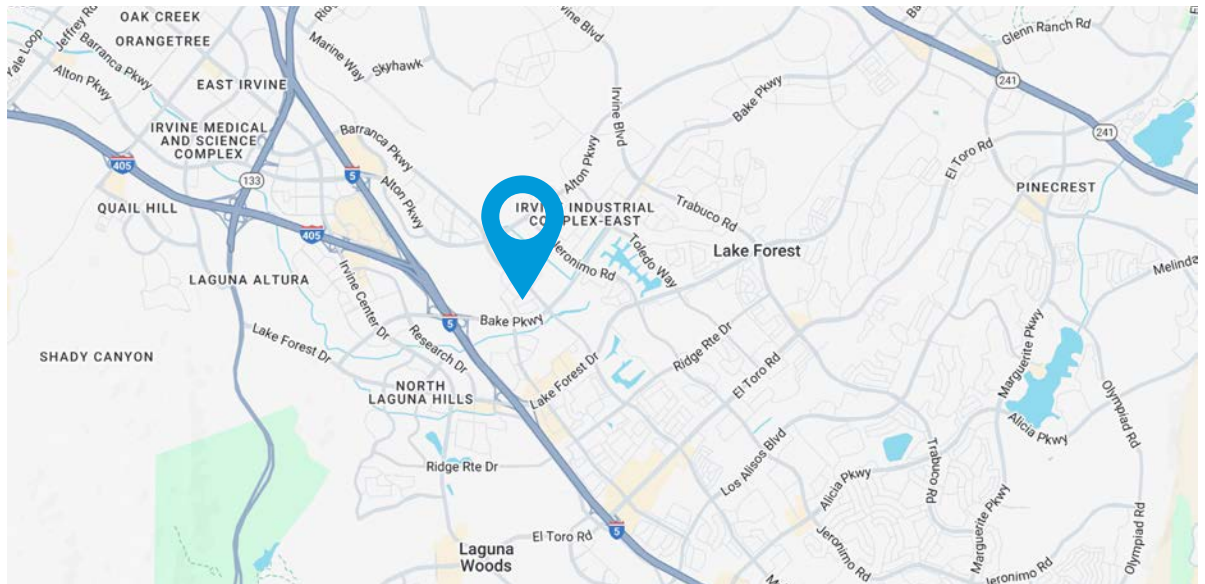 OAK CREEK
Jeffrey Rd
ORANGETREE
Yale Loop
Barranca Pkwy
Alton Pkwy
Marine Way
Skyhawk
Irvine Blvd
Glenn Ranch Rd
241
EAST IRVINE
Bake Pkwy
IRVINE MEDICAL
AND SCIENCE
COMPLEX
Barranca Pkwy
Irvine Blvd
El Toro Rd
241
405
133
5
Alton Pkwy
Alton Pkwy
PINECREST
QUAIL HILL
IRVINE INDUSTRIAL
COMPLEX-EAST
Trabuco Rd
405
Jeronimo Rd
Toledo Way
Lake Forest
LAGUNA ALTURA
Irvine Center Dr
5
Bake Pkwy
Lake Forest Dr
Research Dr
SHADY CANYON
Ridge Rte Dr
Marguerite Pkwy
NORTH
LAGUNA HILLS
Lake Forest Dr
El Toro Rd
Olympiad Rd
Alicia Pkwy
Ridge Rte Dr
Los Alisos Blvd
Alicia Pkwy
Trabuco Rd
Marguerite Pkwy
El Toro Rd
5
Laguna
Woods
Jeronimo Rd
Jeronimo Rd
Olympiad Rd